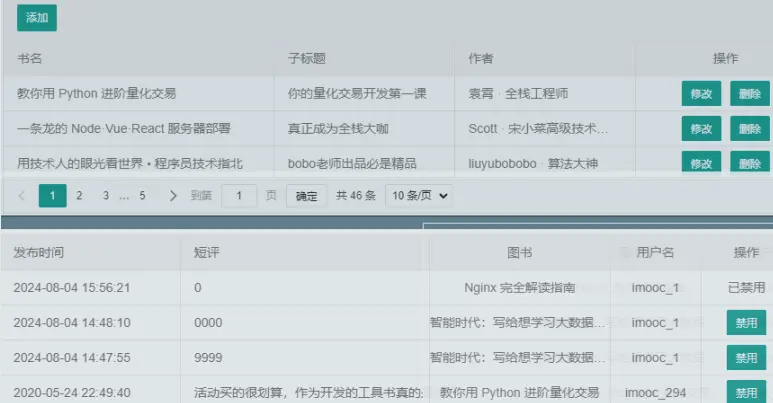 添加
书名 子标题 作者 操作
教你用 Python 进阶量化交易 你的量化交易开发第一课 袁霄 · 全栈工程师 修改 删除
一条龙的 Node·Vue·React 服务器部署 真正成为全栈大咖 Scott · 宋小菜高级技术… 修改 删除
用技术人的眼光看世界 • 程序员技术指北 bobo老师出品必是精品 liuyubobobo · 算法大神 修改 删除
1 2 3 … 5 到第 1 页 确定 共 46 条 10 条/页
发布时间 短评 图书 用户名 操作
2024-08-04 15:56:21 0 Nginx 完全解读指南 imooc_1 已禁用
2024-08-04 14:48:10 0000 智能时代：写给想学习大数据… imooc_1 禁用
2024-08-04 14:47:55 9999 智能时代：写给想学习大数据… imooc_1 禁用
2020-05-24 22:49:40 活动买的很划算，作为开发的工具书真的 教你用 Python 进阶量化交易 imooc_294 禁用